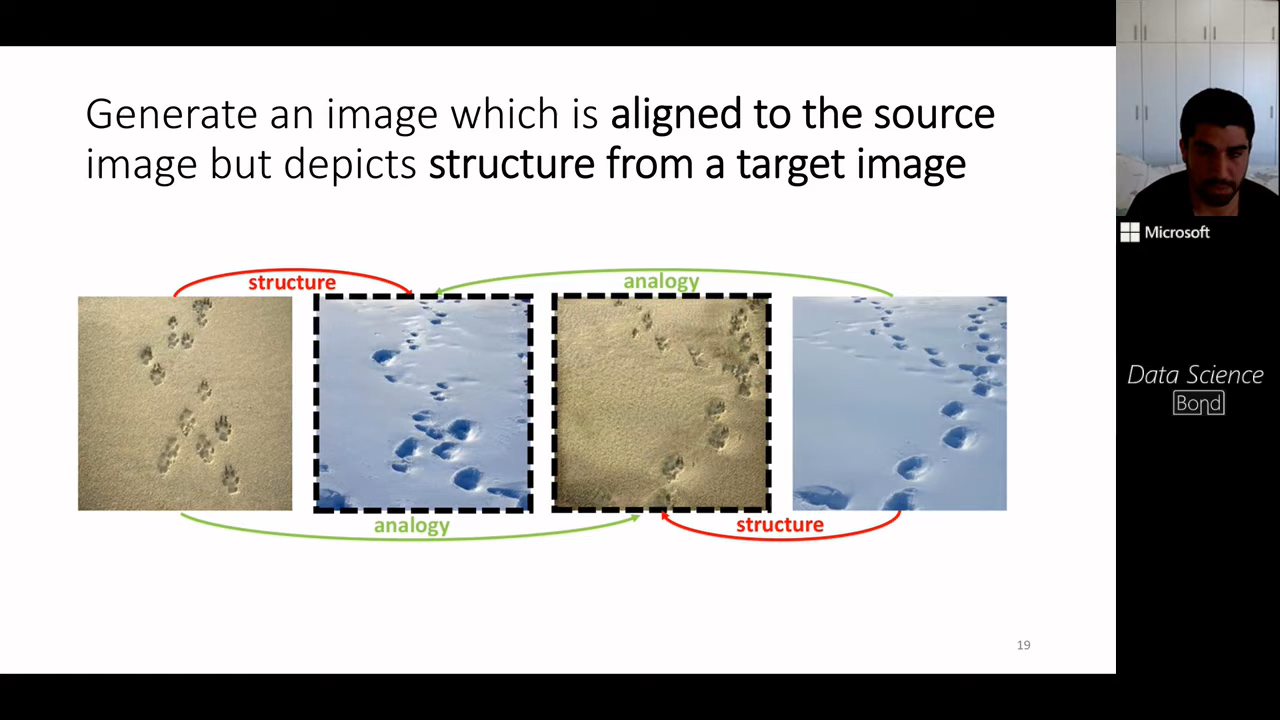 Generate an image which is aligned to the source
image but depicts structure from a target image
structure
analogy
analogy
structure
19
Microsoft
Data Science
Bond